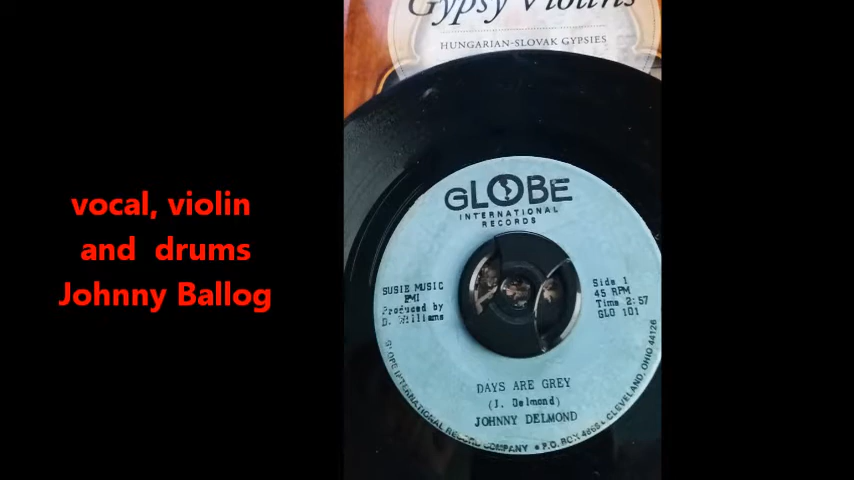 Gypsy Violins
HUNGARIAN-SLOVAK GYPSIES
vocal, violin
and drums
Johnny Ballog
GLOBE
INTERNATIONAL
RECORDS
SUSIE MUSIC
BMI
Produced by
D. Williams
Side 1
45 RPM
Time 2:57
GLO 101
DAYS ARE GREY
(J. Delmond)
JOHNNY DELMOND
GLOBE INTERNATIONAL RECORD COMPANY * P.O. BOX CLEVELAND, OHIO 44126